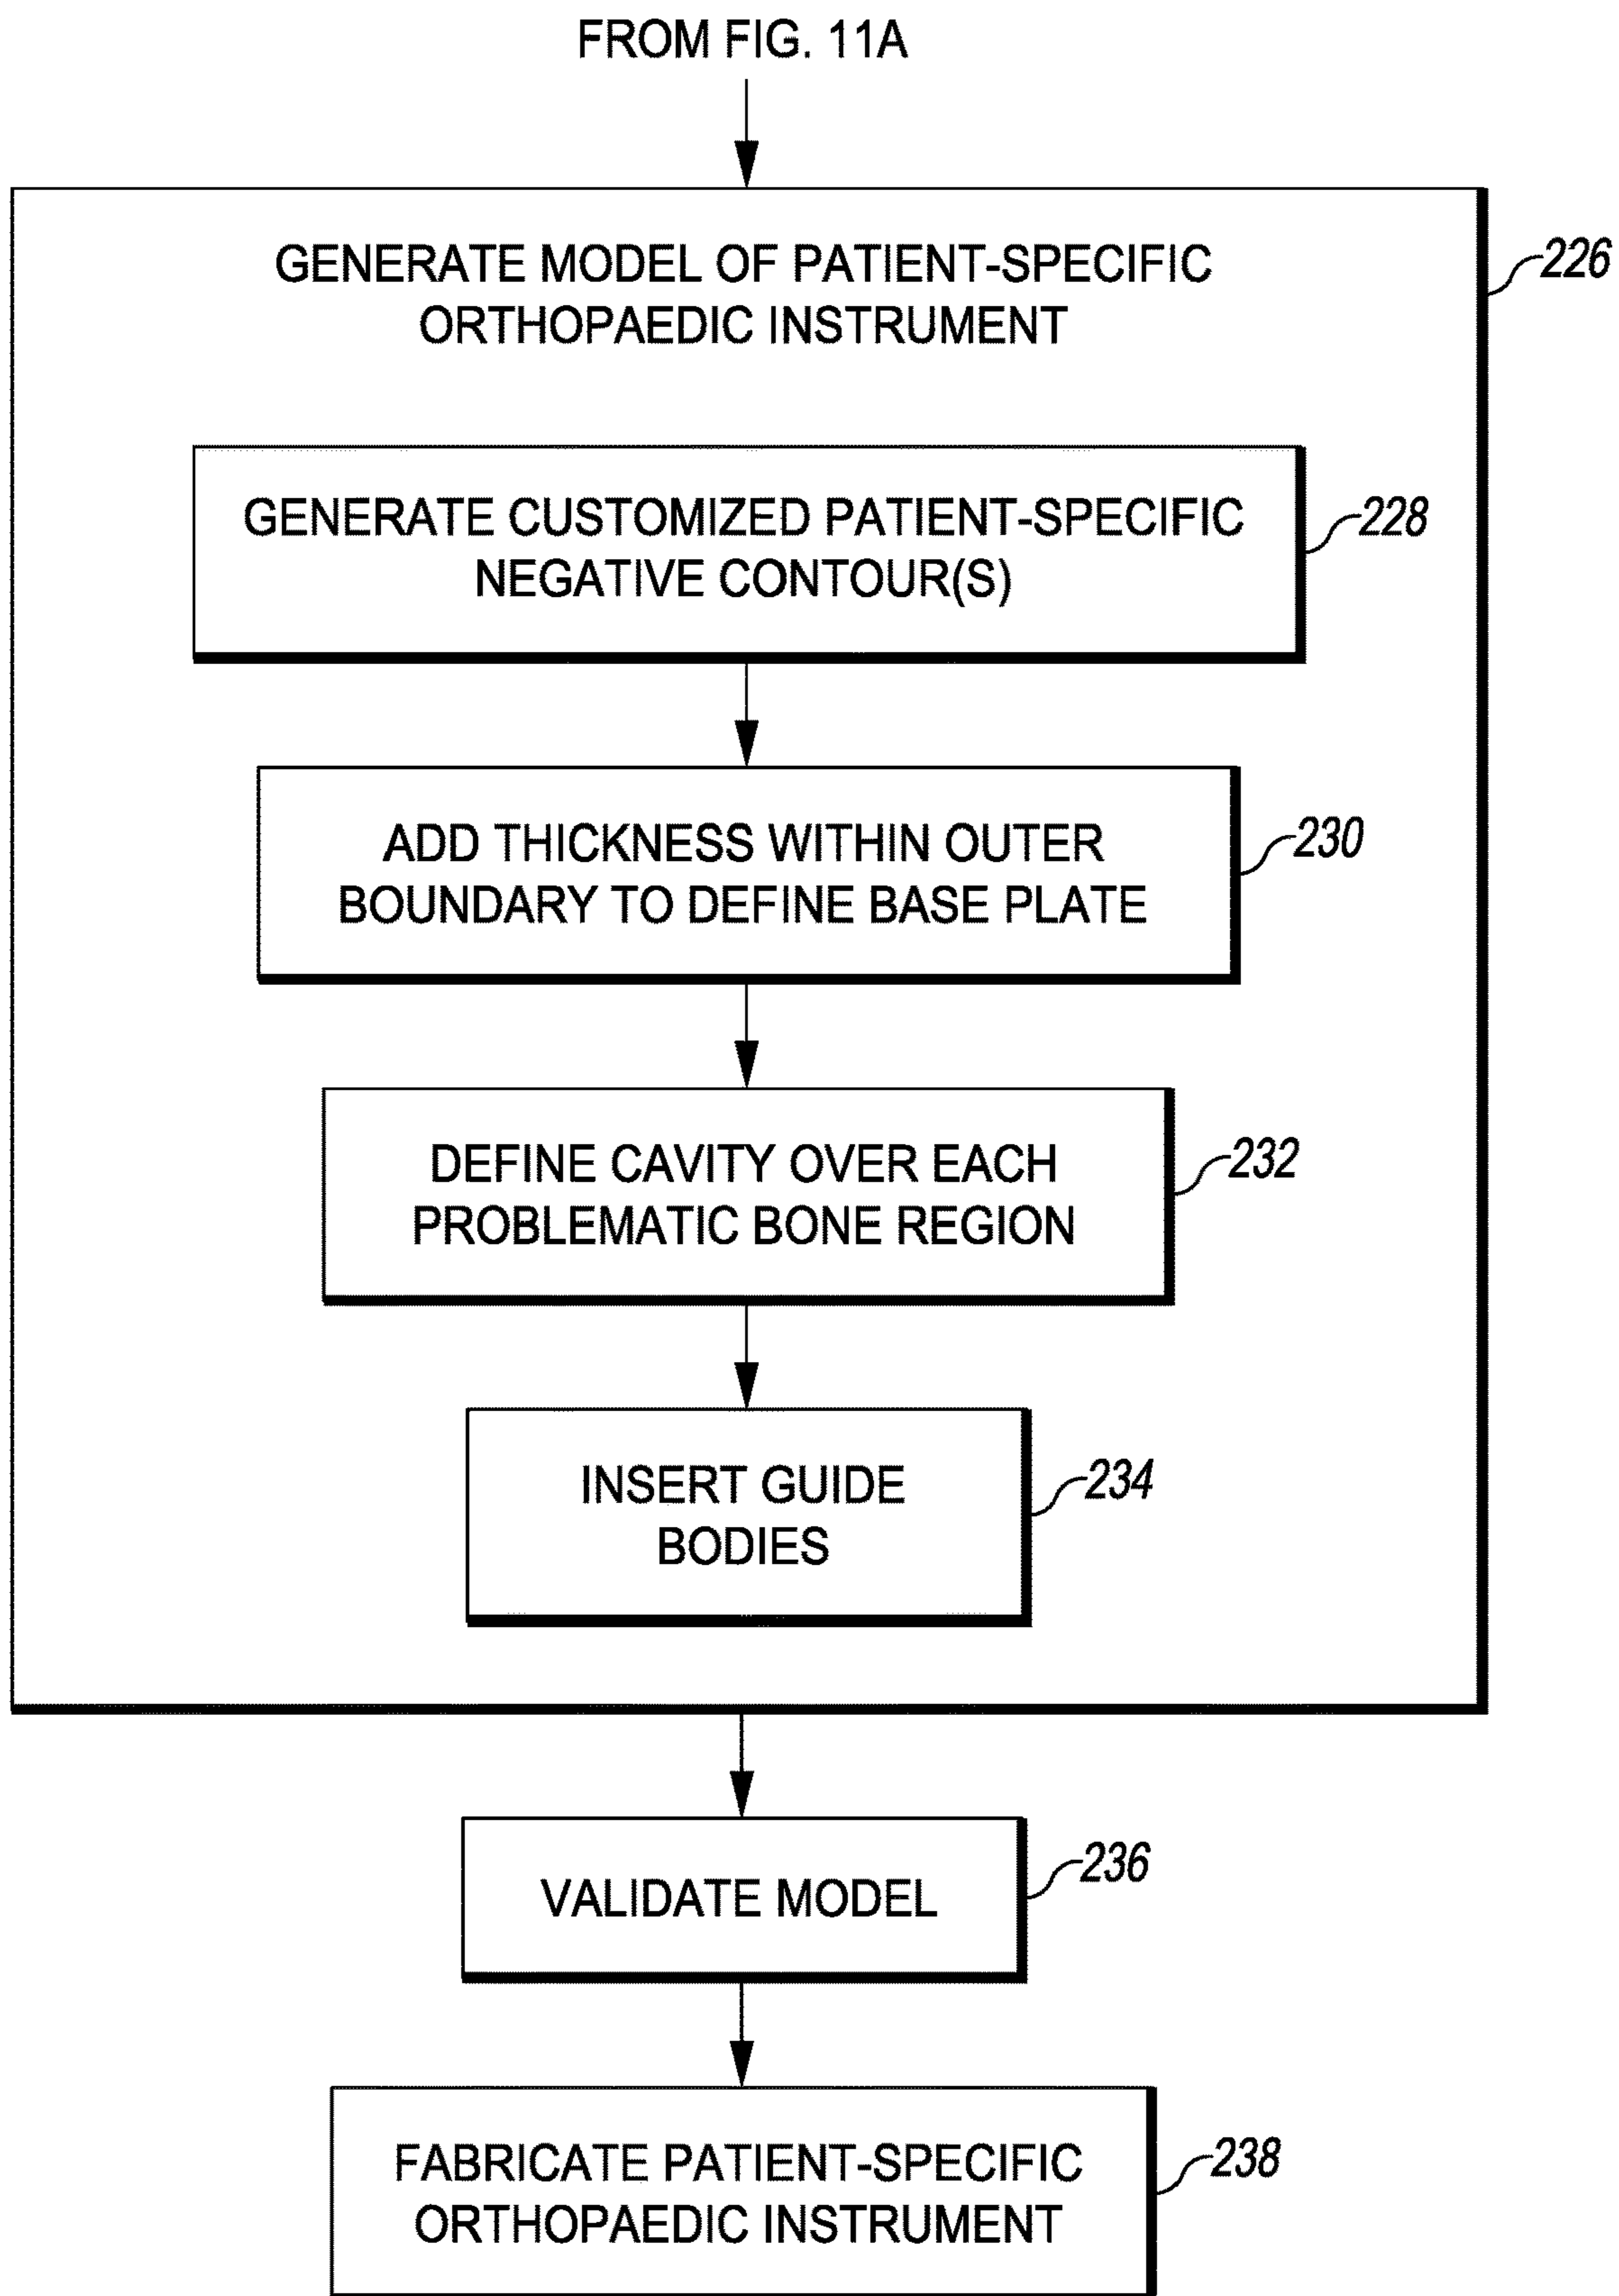 FROM FIG. 11A
GENERATE MODEL OF PATIENT-SPECIFIC
ORTHOPAEDIC INSTRUMENT
226
GENERATE CUSTOMIZED PATIENT-SPECIFIC
NEGATIVE CONTOUR(S)
228
ADD THICKNESS WITHIN OUTER
BOUNDARY TO DEFINE BASE PLATE
230
DEFINE CAVITY OVER EACH
PROBLEMATIC BONE REGION
232
INSERT GUIDE
BODIES
234
VALIDATE MODEL
236
FABRICATE PATIENT-SPECIFIC
ORTHOPAEDIC INSTRUMENT
238